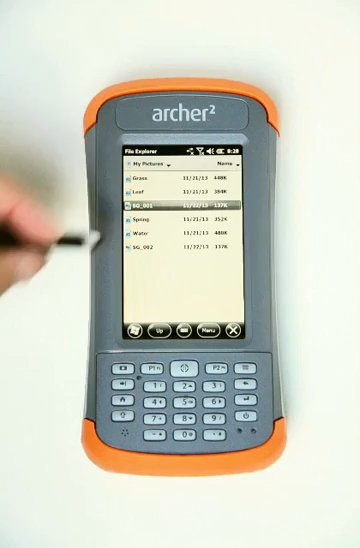 archer²
File Explorer 8:28
My Pictures Name
Grass 11/21/13 448K
Leaf 11/21/13 384K
SG_001 11/22/13 137K
Spring 11/21/13 352K
Water 11/21/13 480K
SG_002 11/22/13 137K
Up Menu
P1 P2
1 2 3
4 5 6
7 8 9
0